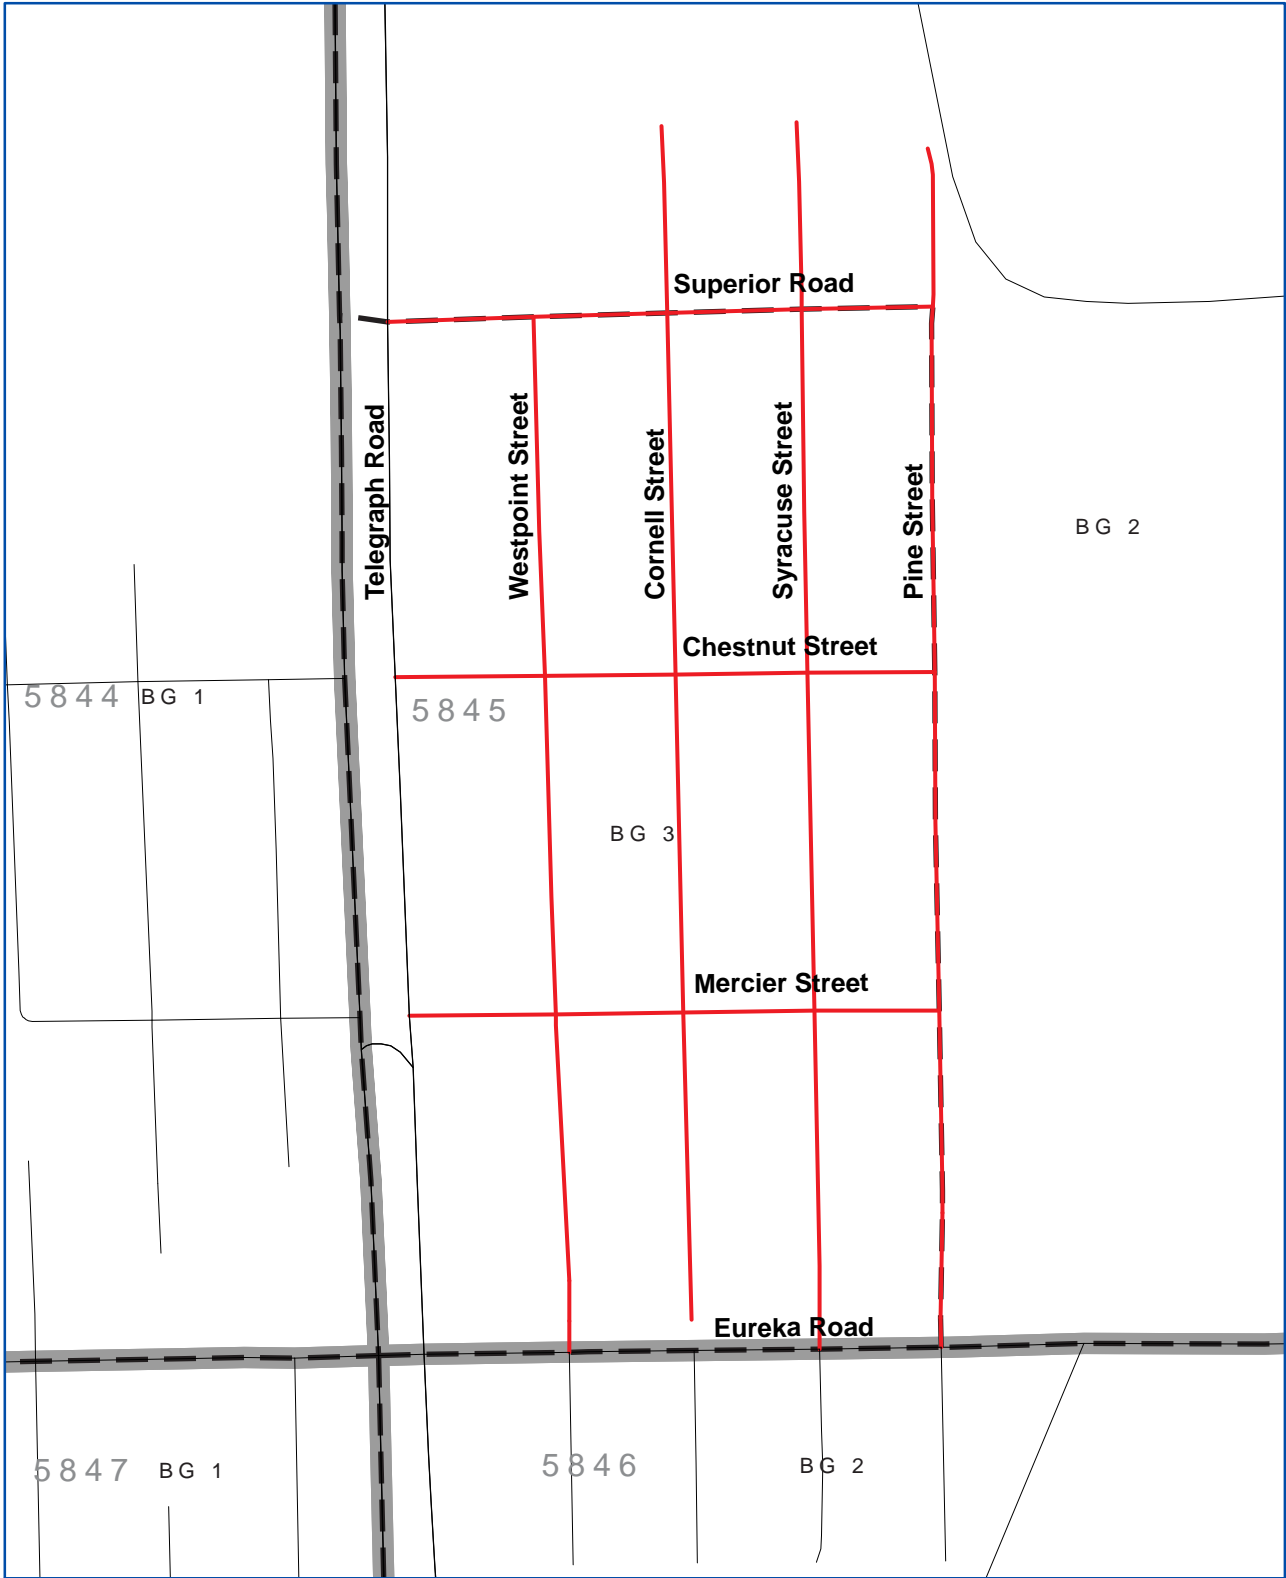 Superior Road
Telegraph Road
Westpoint Street
Cornell Street
Syracuse Street
Pine Street
BG 2
Chestnut Street
5844 BG 1
5845
BG 3
Mercier Street
Eureka Road
5847 BG 1
5846
BG 2